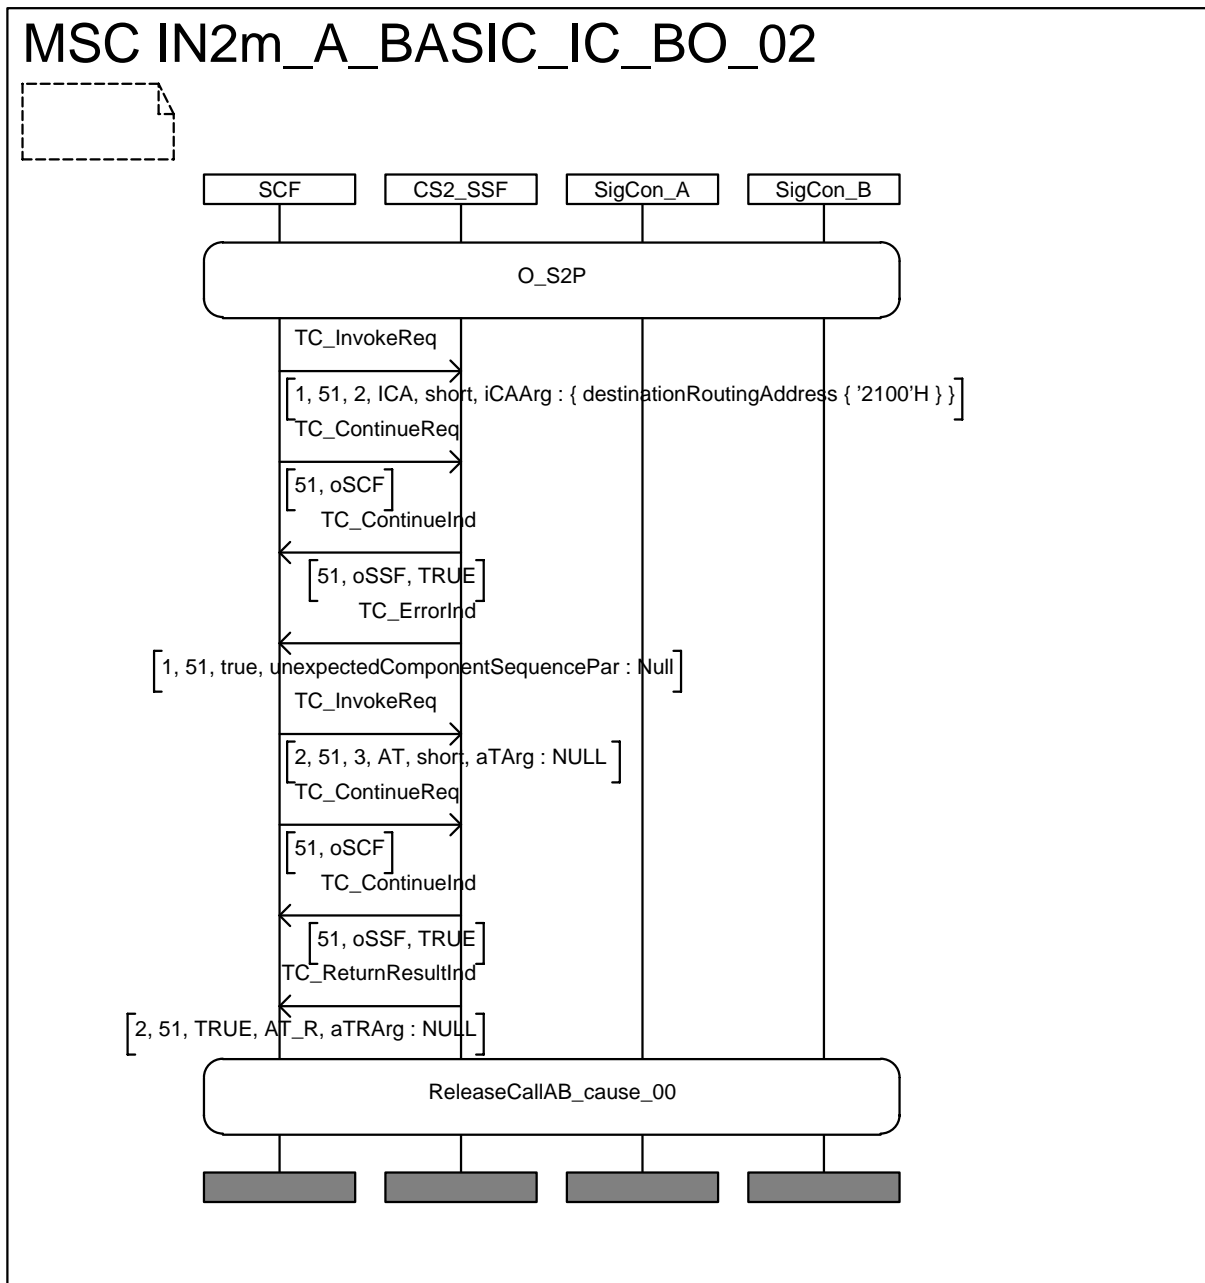 MSC IN2m_A_BASIC_IC_BO_02
SCF CS2_SSF SigCon_A SigCon_B
O_S2P
TC_InvokeReq
1, 51, 2, ICA, short, iCAArg : { destinationRoutingAddress { '2100'H } }
TC_ContinueReq
51, oSCF
TC_ContinueInd
51, oSSF, TRUE
TC_ErrorInd
1, 51, true, unexpectedComponentSequencePar : Null
TC_InvokeReq
2, 51, 3, AT, short, aTArg : NULL
TC_ContinueReq
51, oSCF
TC_ContinueInd
51, oSSF, TRUE
TC_ReturnResultInd
2, 51, TRUE, AT_R, aTRArg : NULL
ReleaseCallAB_cause_00